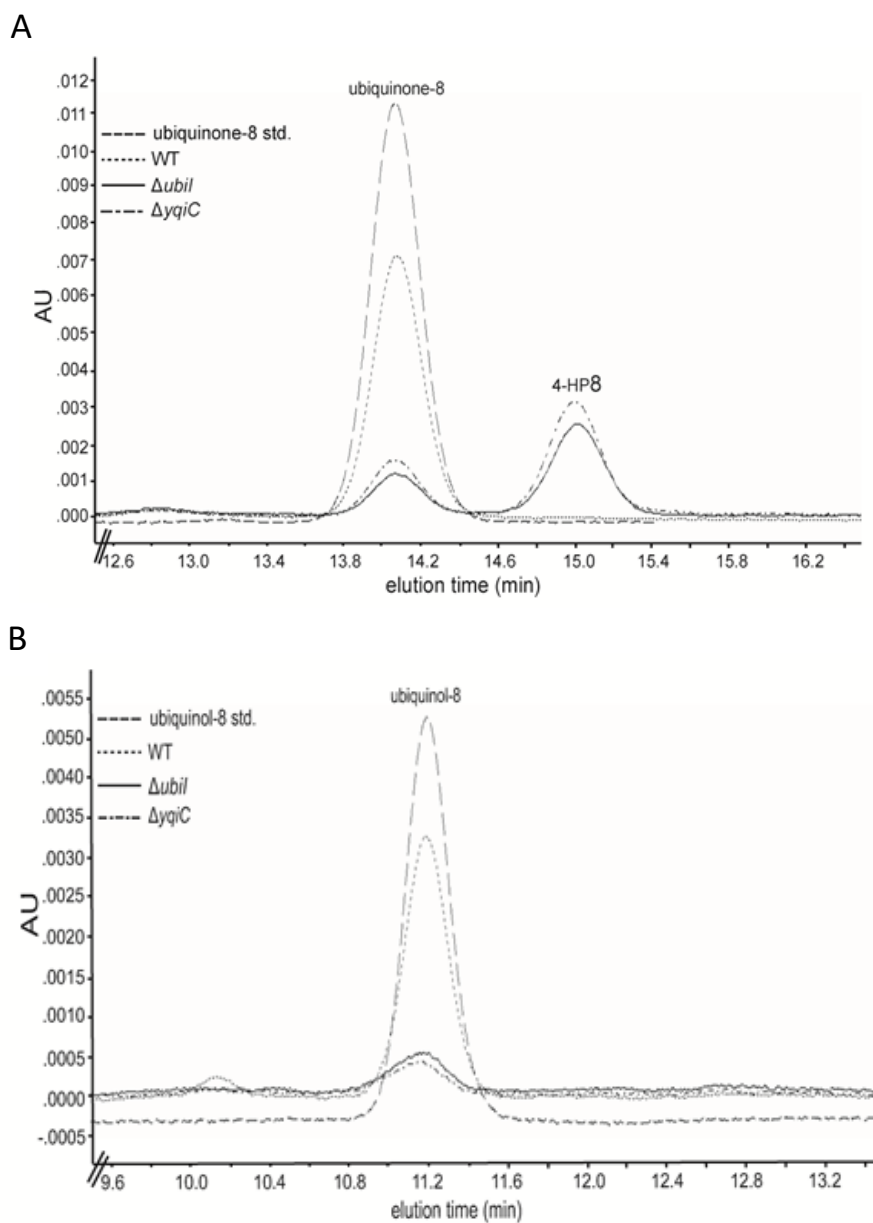 A
.012
ubiquinone-8
.011
ubiquinone-8 std.
.010
WT
.009
ΔubiI
.008
ΔyqiC
.007
.006
AU
.005
.004
4-HP8
.003
.002
.001
.000
12.6 13.0 13.4 13.8 14.2 14.6 15.0 15.4 15.8 16.2
elution time (min)
B
.0055
ubiquinol-8
ubiquinol-8 std.
.0050
WT
.0040
ΔubiI
.0035
ΔyqiC
.0030
.0025
AU
.0020
.0015
.0010
.0005
.0000
-.0005
9.6 10.0 10.4 10.8 11.2 11.6 12.0 12.4 12.8 13.2
elution time (min)